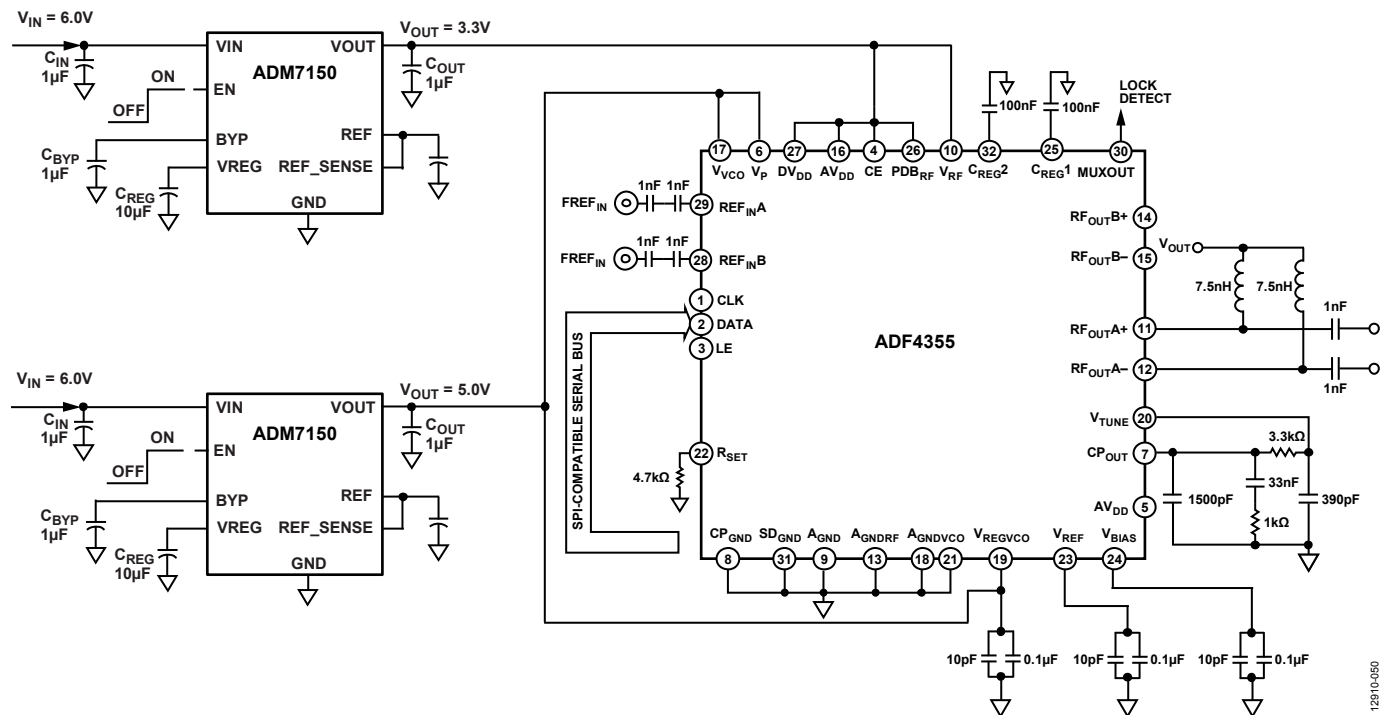 VIN = 6.0V
CIN
1µF
ON
OFF
CBYP
1µF
CREG
10µF
VIN
VOUT
ADM7150
EN
BYP
REF
VREG
REF_SENSE
GND
VOUT = 3.3V
COUT
1µF
VIN = 6.0V
CIN
1µF
ON
OFF
CBYP
1µF
CREG
10µF
VIN
VOUT
ADM7150
EN
BYP
REF
VREG
REF_SENSE
GND
VOUT = 5.0V
COUT
1µF
100nF
100nF
LOCK
DETECT
17
6
27
16
4
26
10
32
25
30
VVCO
VP
DVDD
AVDD
CE
PDBRF
VRF
CREG2
CREG1
MUXOUT
1nF 1nF
FREFIN
29
REFINA
1nF 1nF
FREFIN
28
REFINB
1
CLK
2
DATA
3
LE
SPI-COMPATIBLE SERIAL BUS
22
RSET
4.7kΩ
ADF4355
RFOUTB+
14
RFOUTB−
15
VOUT
7.5nH
7.5nH
RFOUTA+
11
1nF
RFOUTA−
12
1nF
VTUNE
20
3.3kΩ
CPOUT
7
1500pF
33nF
390pF
1kΩ
AVDD
5
CPGND
SDGND
AGND
AGNDRF
AGNDVCO
VREGVCO
VREF
VBIAS
8
31
9
13
18
21
19
23
24
10pF
0.1µF
10pF
0.1µF
10pF
0.1µF
12910-050